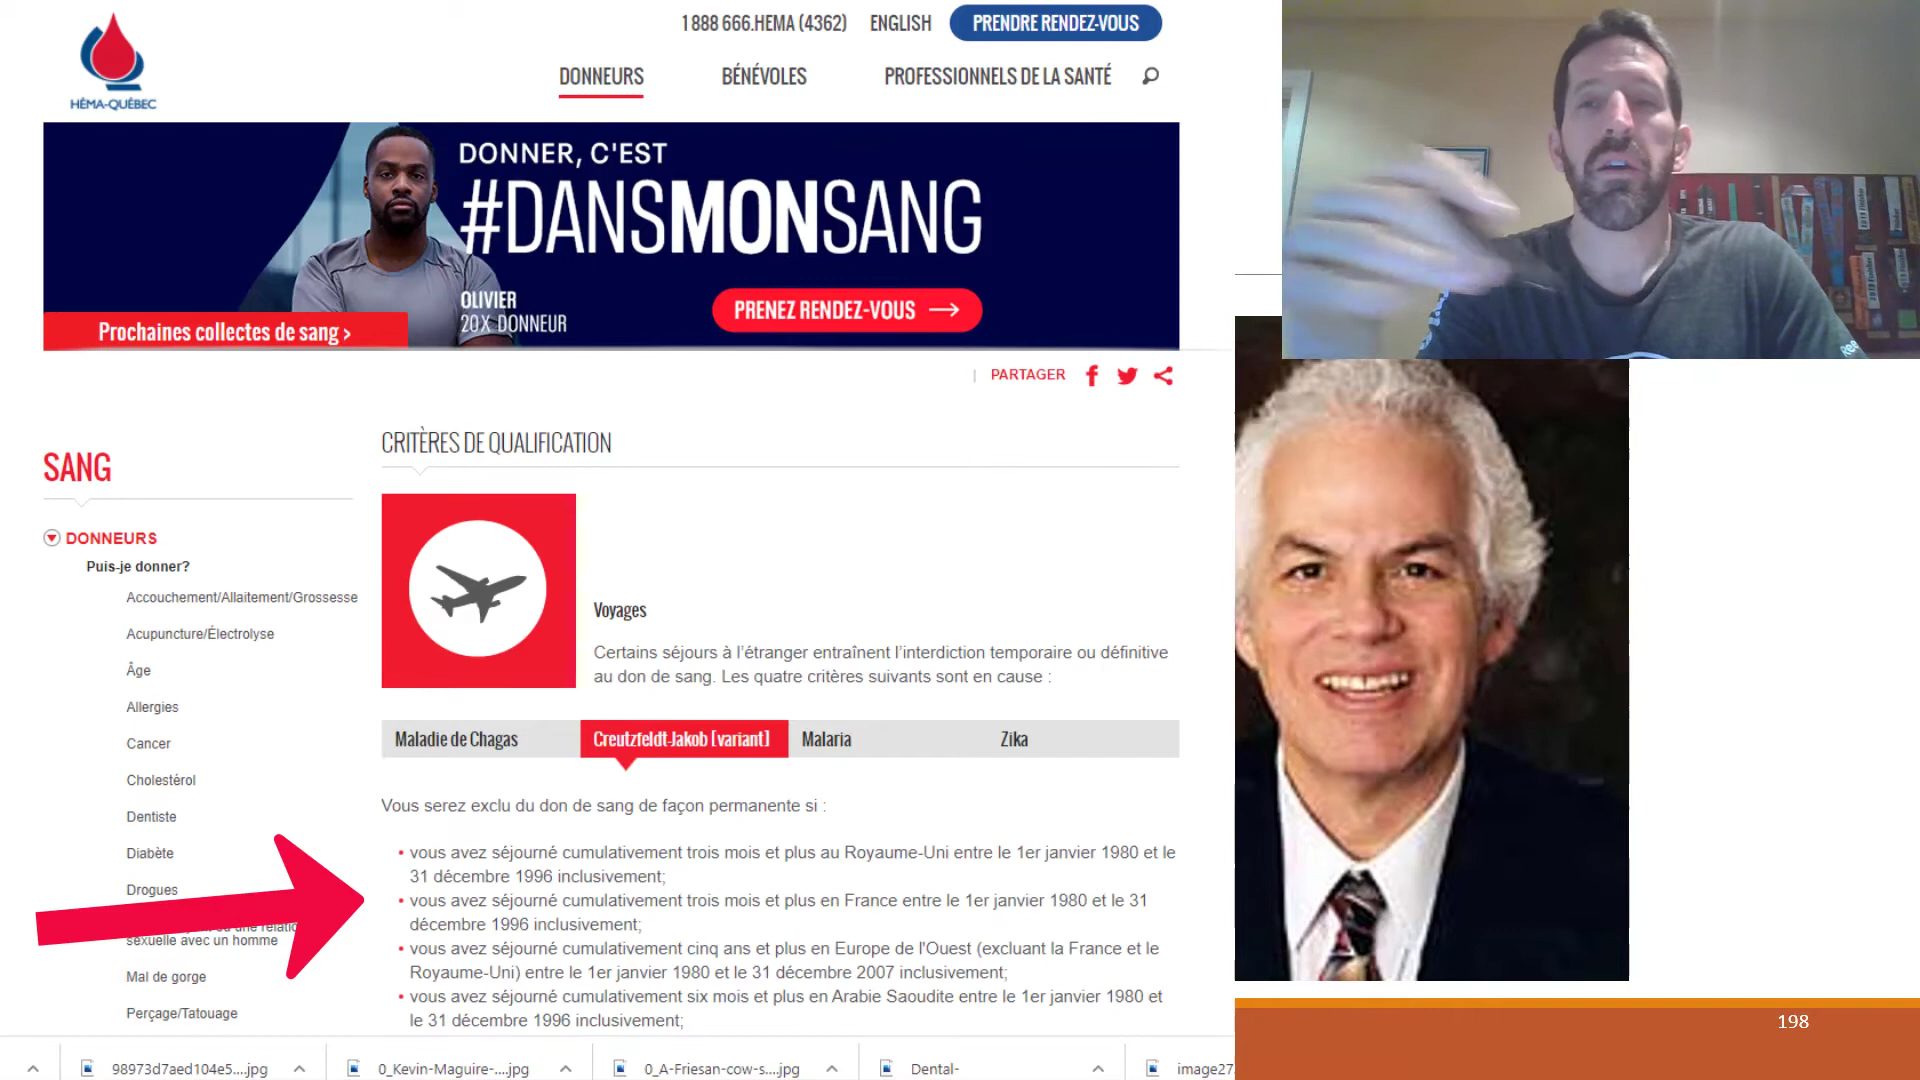 1 888 666.HEMA (4362)
ENGLISH
PRENDRE RENDEZ-VOUS
HÉMA-QUÉBEC
DONNEURS
BÉNÉVOLES
PROFESSIONNELS DE LA SANTÉ
DONNER, C'EST
#DANSMONSANG
OLIVIER
20X DONNEUR
PRENEZ RENDEZ-VOUS
Prochaines collectes de sang >
| PARTAGER
SANG
DONNEURS
Puis-je donner?
Accouchement/Allaitement/Grossesse
Acupuncture/Électrolyse
Âge
Allergies
Cancer
Cholestérol
Dentiste
Diabète
Drogues
sexuelle avec un homme
Mal de gorge
Perçage/Tatouage
CRITÈRES DE QUALIFICATION
Voyages
Certains séjours à l'étranger entraînent l'interdiction temporaire ou définitive
au don de sang. Les quatre critères suivants sont en cause :
Maladie de Chagas
Creutzfeldt-Jakob [variant]
Malaria
Zika
Vous serez exclu du don de sang de façon permanente si :
• vous avez séjourné cumulativement trois mois et plus au Royaume-Uni entre le 1er janvier 1980 et le
31 décembre 1996 inclusivement;
• vous avez séjourné cumulativement trois mois et plus en France entre le 1er janvier 1980 et le 31
décembre 1996 inclusivement;
• vous avez séjourné cumulativement cinq ans et plus en Europe de l'Ouest (excluant la France et le
Royaume-Uni) entre le 1er janvier 1980 et le 31 décembre 2007 inclusivement;
• vous avez séjourné cumulativement six mois et plus en Arabie Saoudite entre le 1er janvier 1980 et
le 31 décembre 1996 inclusivement;
198
98973d7aed104e5....jpg
0_Kevin-Maguire-....jpg
0_A-Friesan-cow-s....jpg
Dental-
image27